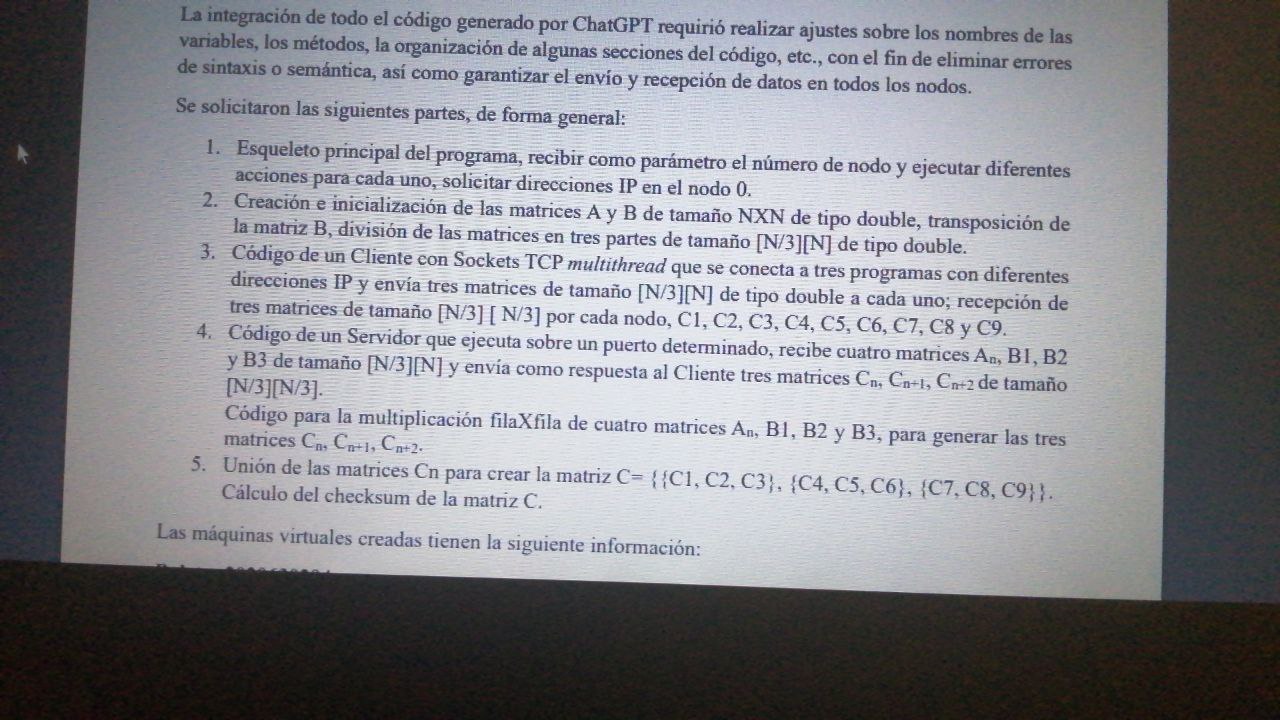 La integración de todo el código generado por ChatGPT requirió realizar ajustes sobre los nombres de las
variables, los métodos, la organización de algunas secciones del código, etc., con el fin de eliminar errores
de sintaxis o semántica, así como garantizar el envío y recepción de datos en todos los nodos.
Se solicitaron las siguientes partes, de forma general:
1. Esqueleto principal del programa, recibir como parámetro el número de nodo y ejecutar diferentes
acciones para cada uno, solicitar direcciones IP en el nodo 0.
2. Creación e inicialización de las matrices A y B de tamaño NXN de tipo double, transposición de
la matriz B, división de las matrices en tres partes de tamaño [N/3][N] de tipo double.
3. Código de un Cliente con Sockets TCP multithread que se conecta a tres programas con diferentes
direcciones IP y envía tres matrices de tamaño [N/3][N] de tipo double a cada uno; recepción de
tres matrices de tamaño [N/3] [ N/3] por cada nodo, C1, C2, C3, C4, C5, C6, C7, C8 y C9.
4. Código de un Servidor que ejecuta sobre un puerto determinado, recibe cuatro matrices An, B1, B2
y B3 de tamaño [N/3][N] y envía como respuesta al Cliente tres matrices Cn, Cn+1, Cn+2 de tamaño
[N/3][N/3].
Código para la multiplicación filaXfila de cuatro matrices An, B1, B2 y B3, para generar las tres
matrices Cn, Cn+1, Cn+2.
5. Unión de las matrices Cn para crear la matriz C= {{C1, C2, C3}, {C4, C5, C6}, {C7, C8, C9}}.
Cálculo del checksum de la matriz C.
Las máquinas virtuales creadas tienen la siguiente información: